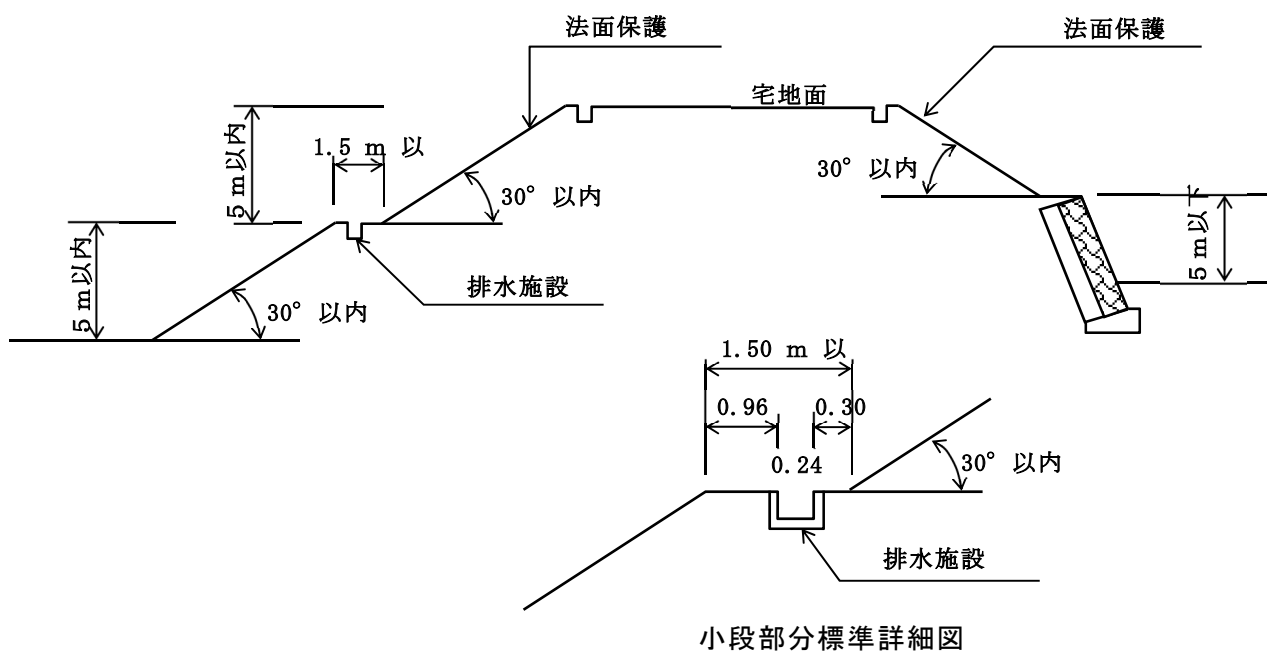 法面保護
法面保護
宅地面
5m以内
1.5 m 以
30° 以内
30° 以内
5m以内
30° 以内
排水施設
5m以下
1.50 m 以
0.96
0.30
0.24
30° 以内
排水施設
小段部分標準詳細図